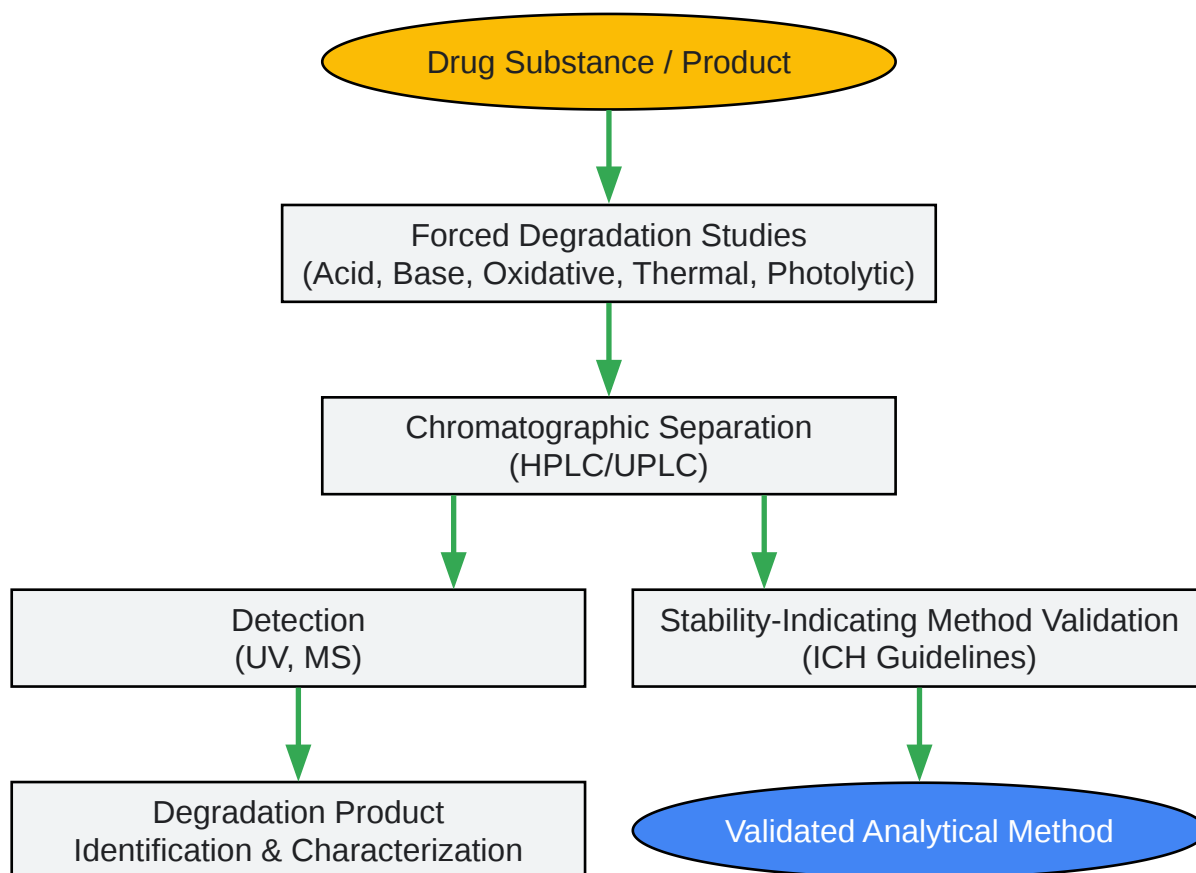 Drug Substance / Product
Forced Degradation Studies
(Acid, Base, Oxidative, Thermal, Photolytic)
Chromatographic Separation
(HPLC/UPLC)
Detection
(UV, MS)
Stability-Indicating Method Validation
(ICH Guidelines)
Degradation Product
Identification & Characterization
Validated Analytical Method